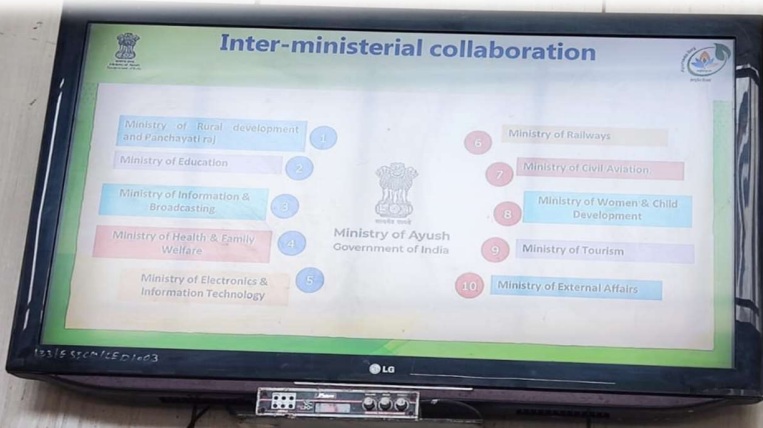 Inter-ministerial collaboration
Ministry of Rural development
and Panchayati raj
1
Ministry of Education
2
Ministry of Information &
Broadcasting
3
Ministry of Health & Family
Welfare
4
Ministry of Electronics &
Information Technology
5
सत्यमेव जयते
Ministry of Ayush
Government of India
6
Ministry of Railways
7
Ministry of Civil Aviation
8
Ministry of Women & Child
Development
9
Ministry of Tourism
10
Ministry of External Affairs
LG